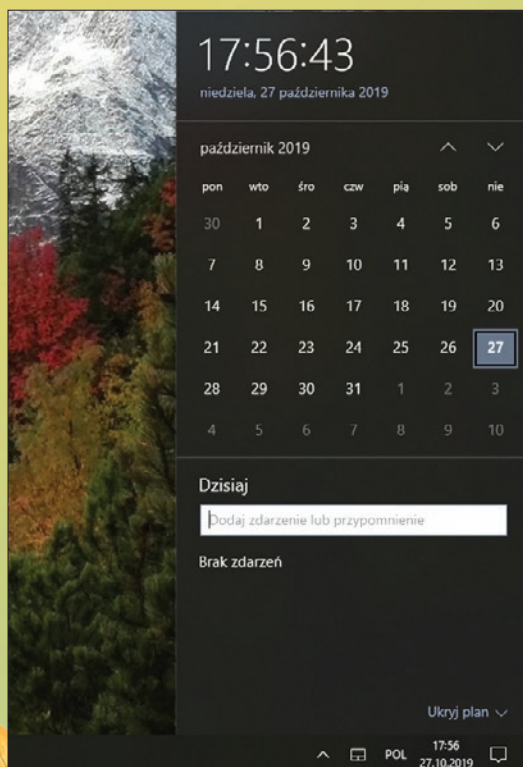 17:56:43
niedziela, 27 października 2019
październik 2019
pon wto śro czw pią sob nie
30 1 2 3 4 5 6
7 8 9 10 11 12 13
14 15 16 17 18 19 20
21 22 23 24 25 26 27
28 29 30 31 1 2 3
4 5 6 7 8 9 10
Dzisiaj
Dodaj zdarzenie lub przypomnienie
Brak zdarzeń
Ukryj plan
POL 17:56
27.10.2019